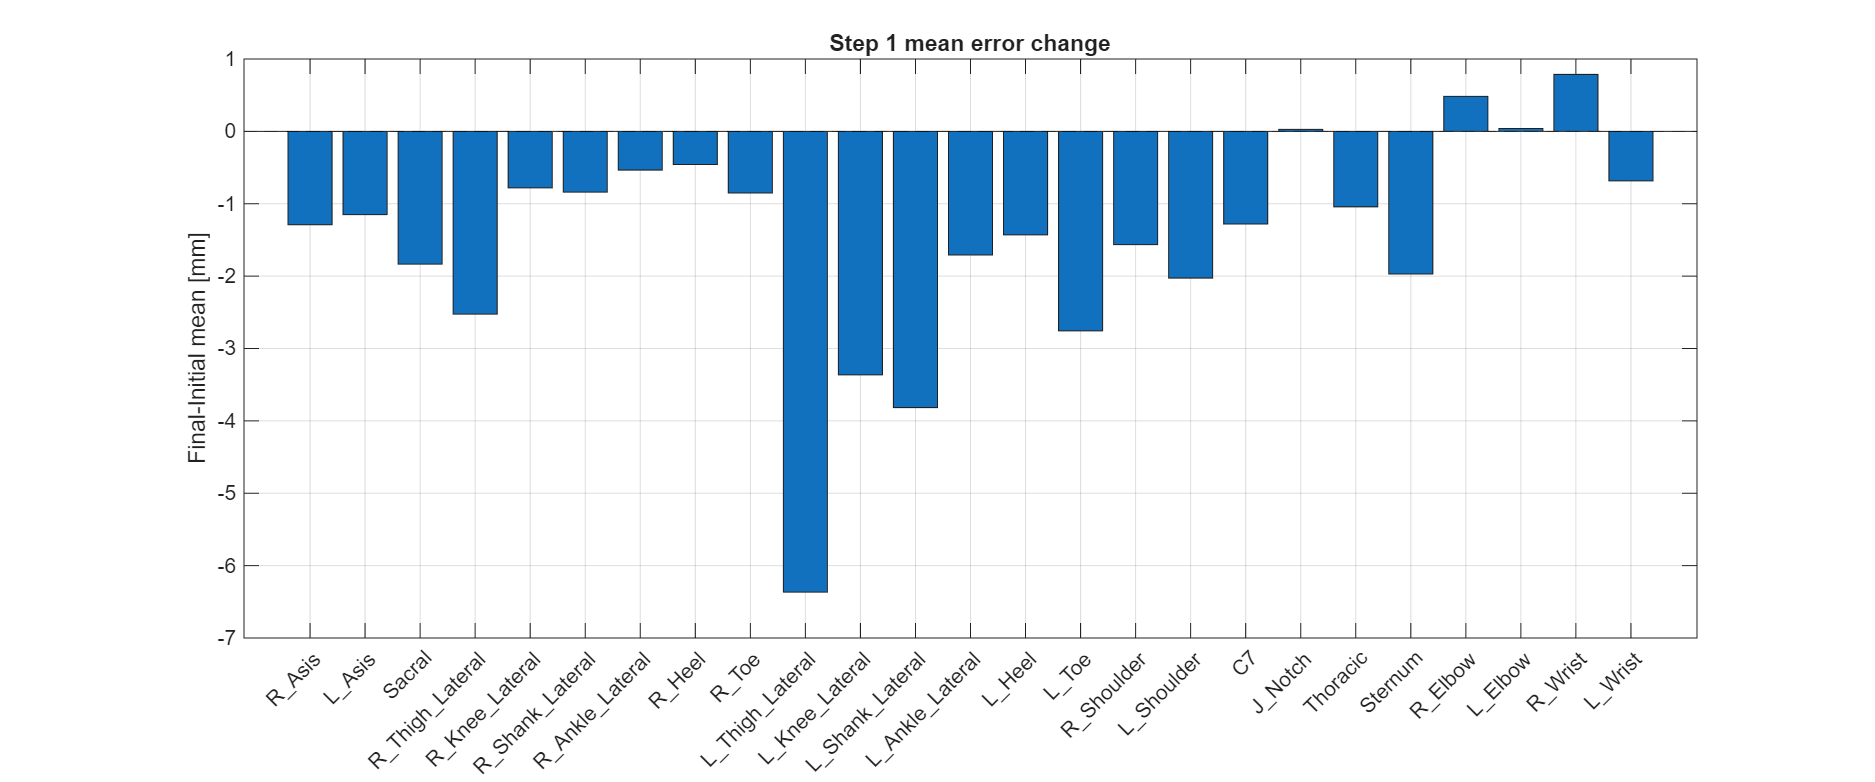 Step 1 mean error change
Final-Initial mean [mm]
1
0
-1
-2
-3
-4
-5
-6
-7
R_Asis
L_Asis
Sacral
R_Thigh_Lateral
R_Knee_Lateral
R_Shank_Lateral
R_Ankle_Lateral
R_Heel
R_Toe
L_Thigh_Lateral
L_Knee_Lateral
L_Shank_Lateral
L_Ankle_Lateral
L_Heel
L_Toe
R_Shoulder
L_Shoulder
C7
J_Notch
Thoracic
Sternum
R_Elbow
L_Elbow
R_Wrist
L_Wrist